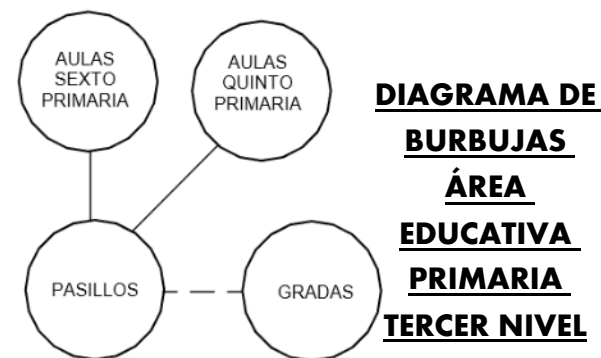 AULAS
SEXTO
PRIMARIA
AULAS
QUINTO
PRIMARIA
PASILLOS
GRADAS
DIAGRAMA DE
BURBUJAS
ÁREA
EDUCATIVA
PRIMARIA
TERCER NIVEL